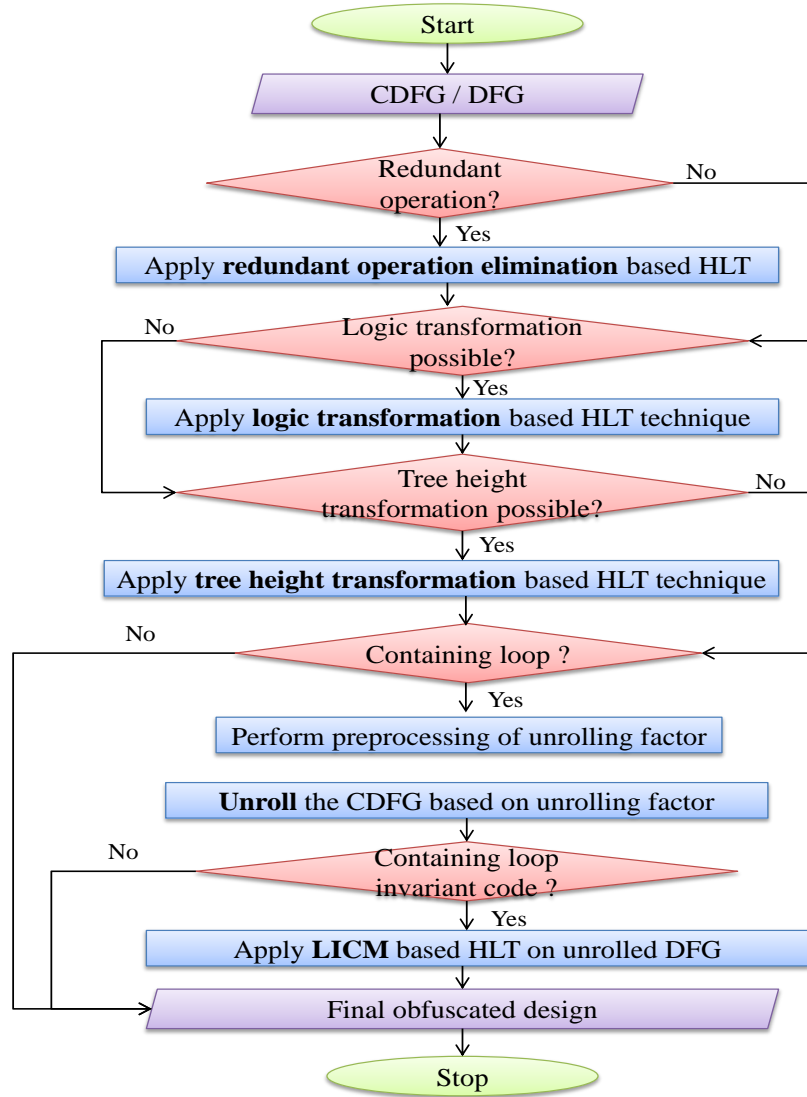 Start
CDFG / DFG
Redundant
operation?
No
Yes
Apply redundant operation elimination based HLT
No
Logic transformation
possible?
Yes
Apply logic transformation based HLT technique
Tree height
transformation possible?
No
Yes
Apply tree height transformation based HLT technique
No
Containing loop ?
Yes
Perform preprocessing of unrolling factor
Unroll the CDFG based on unrolling factor
No
Containing loop
invariant code ?
Yes
Apply LICM based HLT on unrolled DFG
Final obfuscated design
Stop